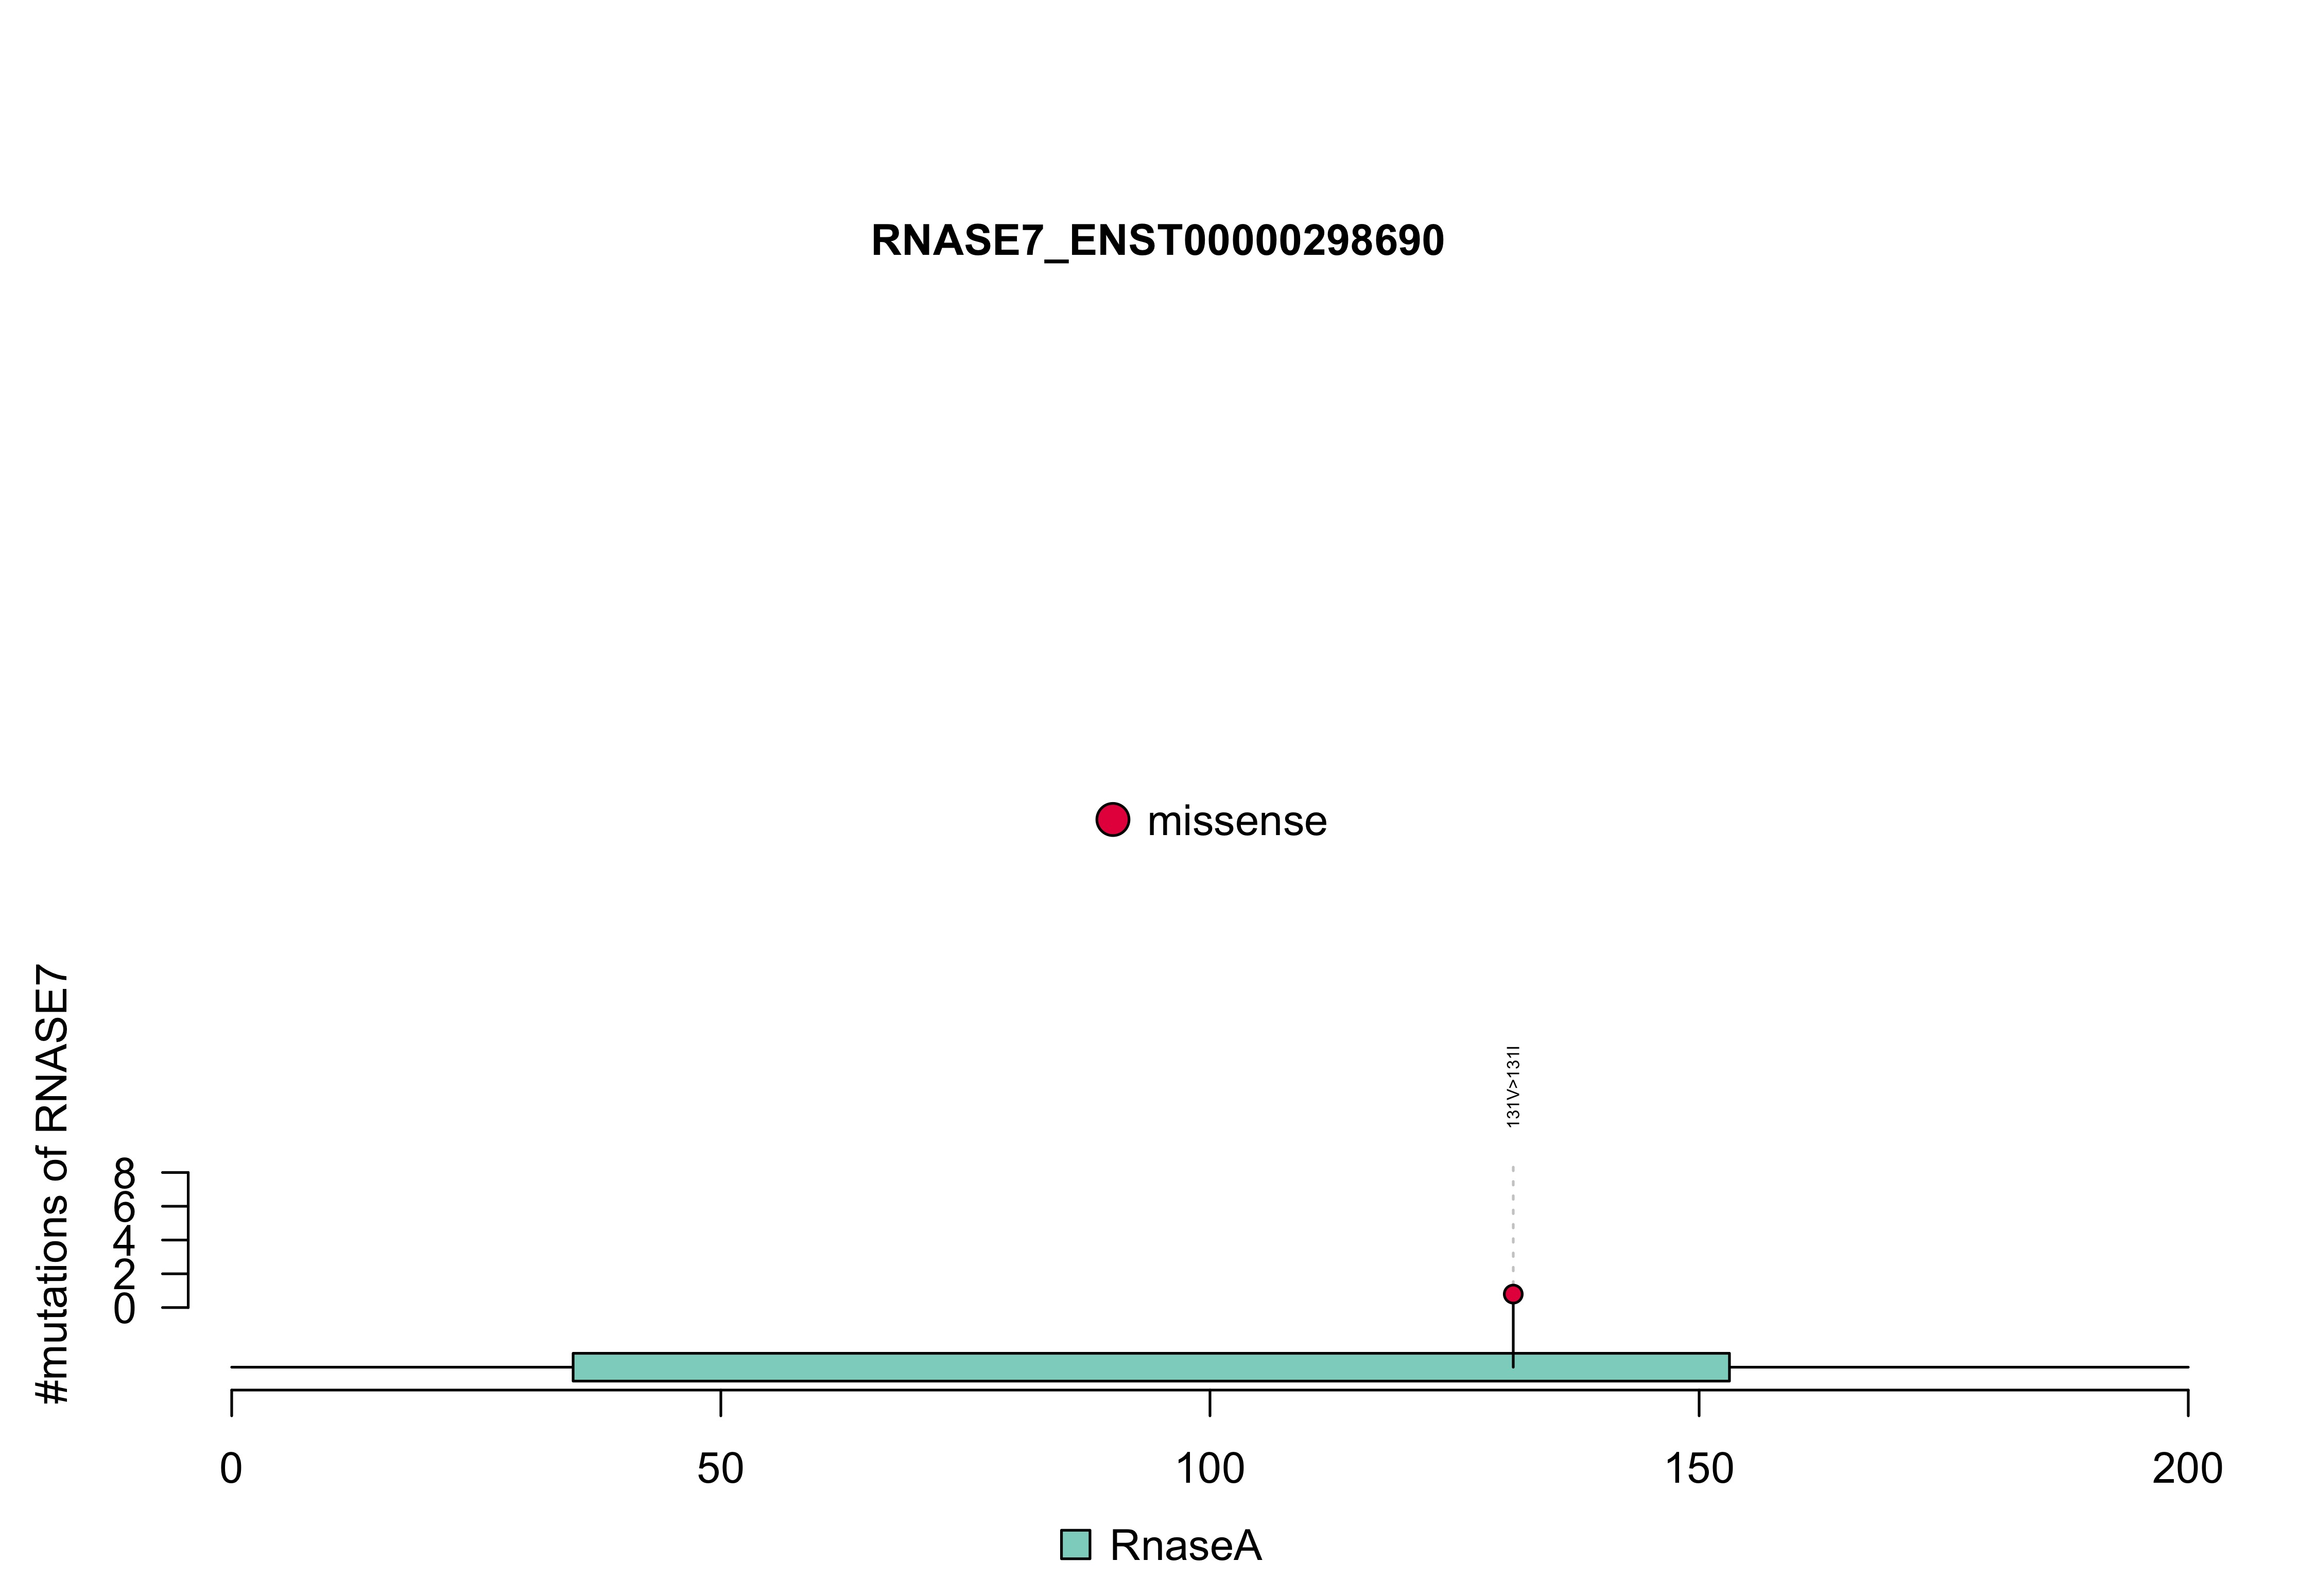 RNASE7_ENST00000298690
missense
#mutations of RNASE7
131V>131I
8
6
4
2
0
0 50 100 150 200
RnaseA